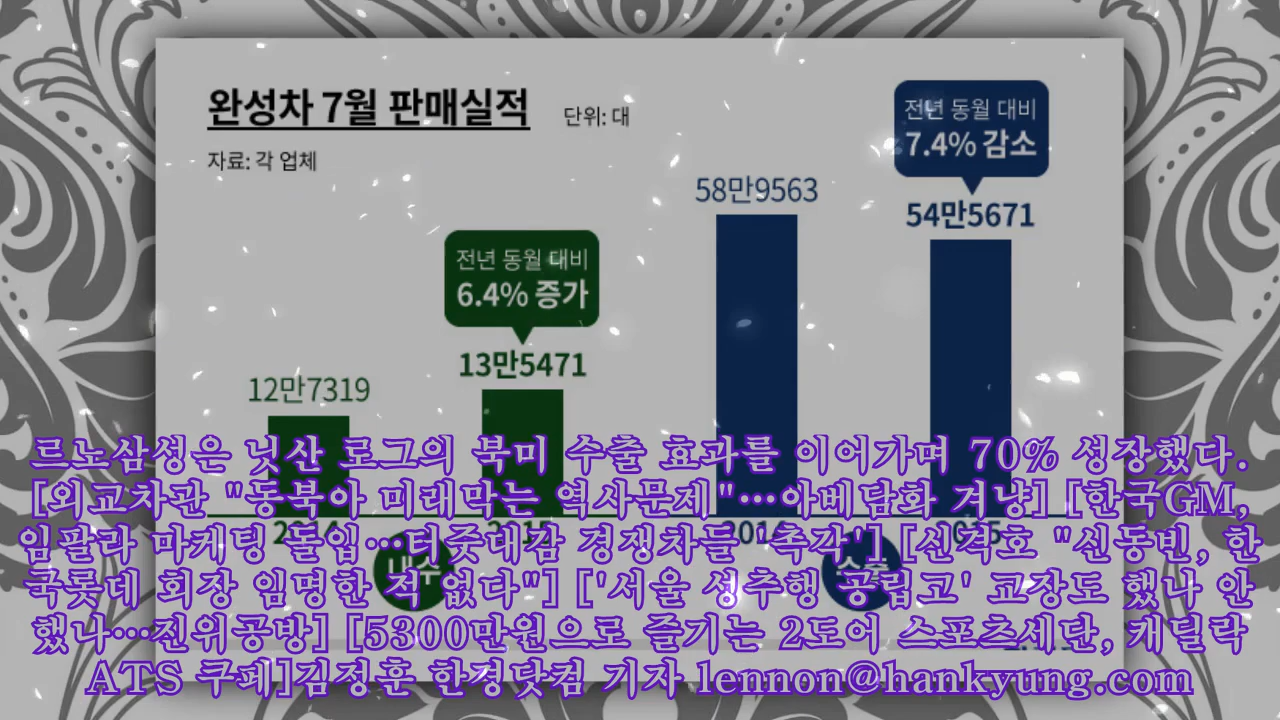 완성차 7월 판매실적
단위: 대
자료: 각 업체
전년 동월 대비
7.4% 감소
58만9563
54만5671
전년 동월 대비
6.4% 증가
13만5471
12만7319
르노삼성은 닛산 로그의 북미 수출 효과를 이어가며 70% 성장했다.
[외교차관 "동북아 미래막는 역사문제"…아베담화 겨냥] [한국GM,
임팔라 마케팅 돌입…터줏대감 경쟁차들 '촉각'] [신격호 "신동빈, 한
국롯데 회장 임명한 적 없다"] ['서울 성추행 공립고' 교장도 했나 안
했나…진위공방] [5300만원으로 즐기는 2도어 스포츠세단, 캐딜락
ATS 쿠페]김정훈 한경닷컴 기자 lennon@hankyung.com
2014
2015
2014
2015
내수